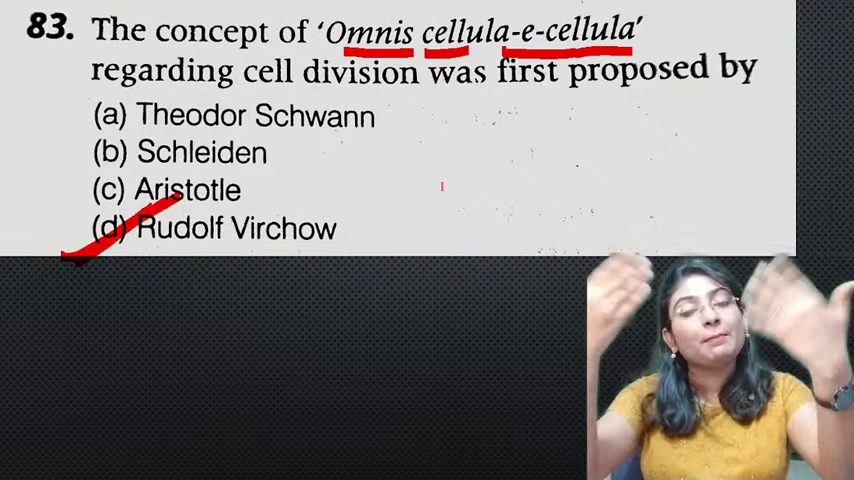 83. The concept of ‘Omnis cellula-e-cellula’
regarding cell division was first proposed by
(a) Theodor Schwann
(b) Schleiden
(c) Aristotle
(d) Rudolf Virchow